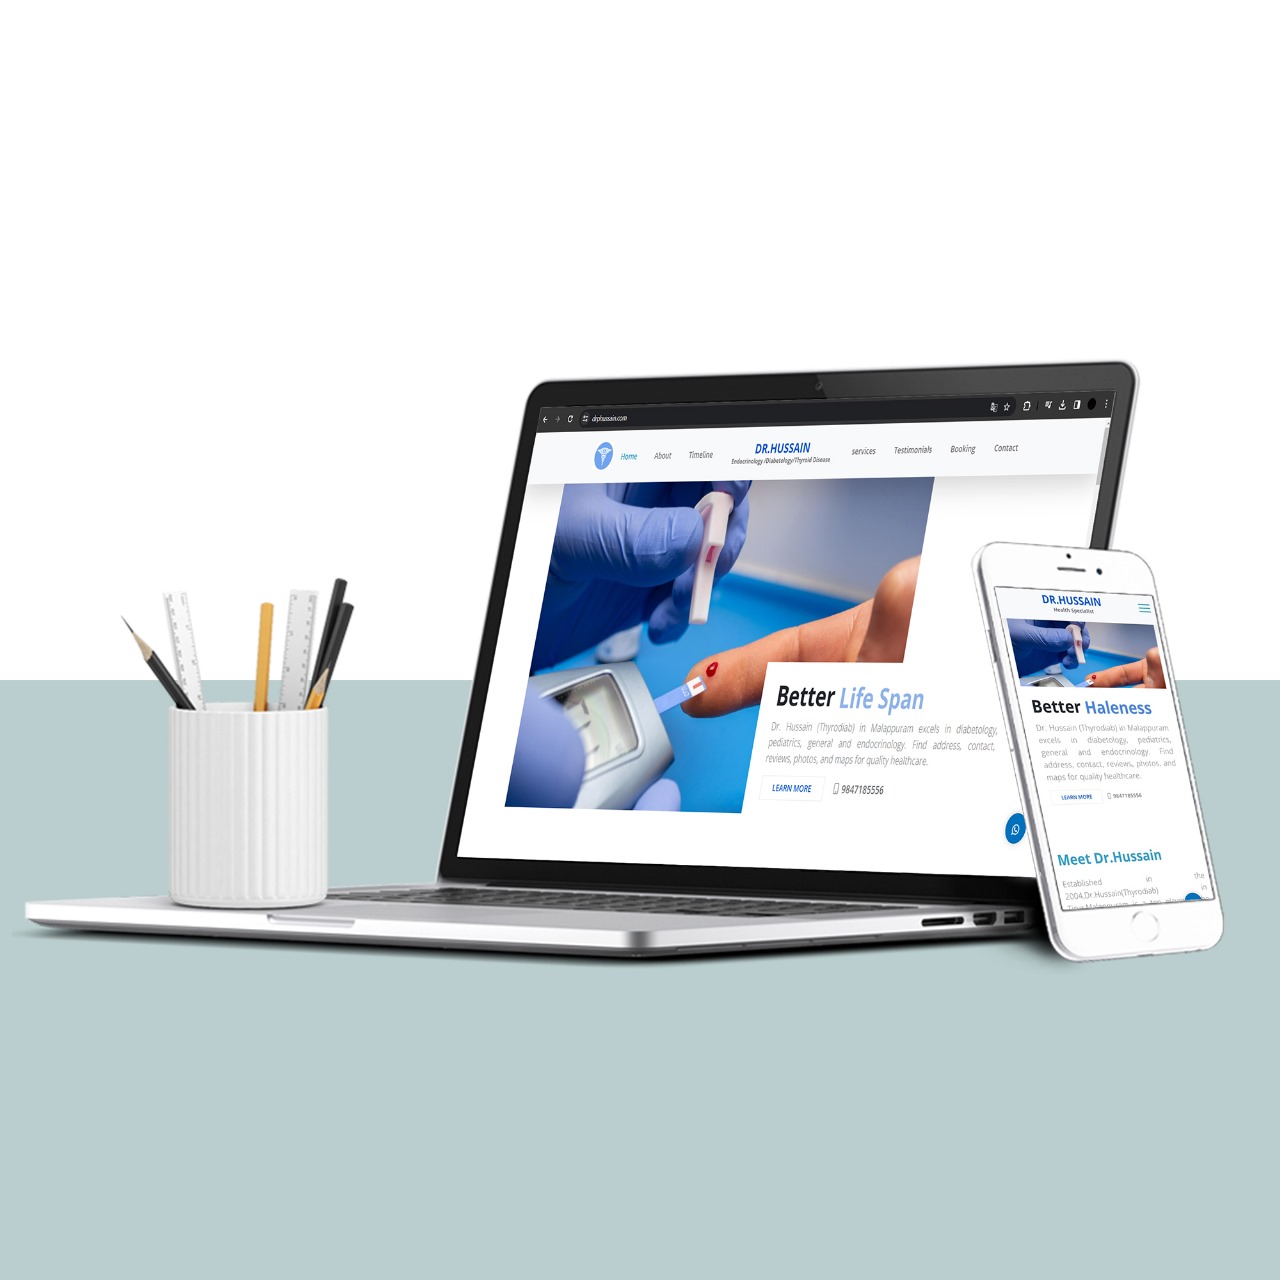 drphussain.com
Home
About
Timeline
DR.HUSSAIN
Endocrinology /Diabetology/Thyroid Disease
services
Testimonials
Booking
Contact
Better Life Span
Dr. Hussain (Thyrodiab) in Malappuram excels in diabetology,
pediatrics, general and endocrinology. Find address, contact,
reviews, photos, and maps for quality healthcare.
LEARN MORE
9847185556
DR.HUSSAIN
Health Specialist
Better Haleness
Dr. Hussain (Thyrodiab) in Malappuram
excels in diabetology, pediatrics,
general and endocrinology. Find
address, contact, reviews, photos, and
maps for quality healthcare.
LEARN MORE
9847185556
Meet Dr.Hussain
Established in the
2004,Dr.Hussain(Thyrodiab) in